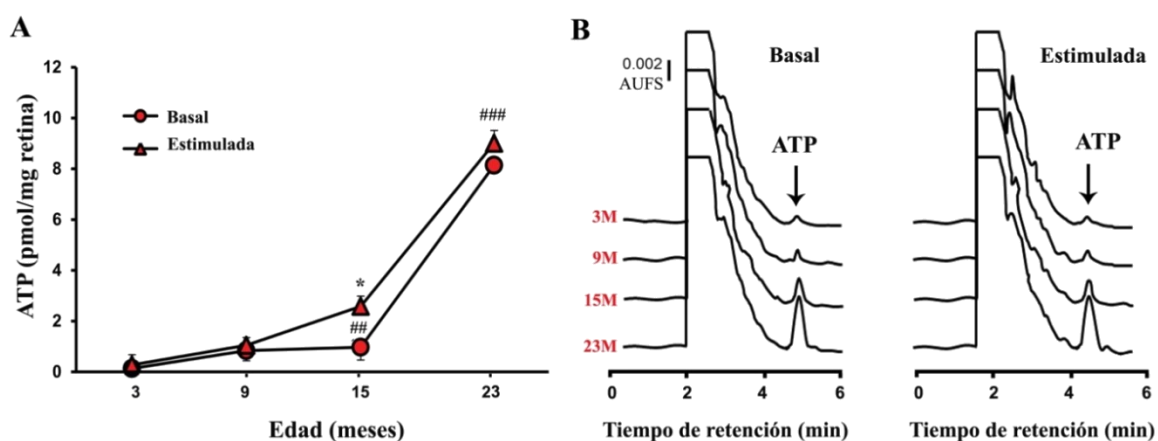 A
12
10
8
6
4
2
0
ATP (pmol/mg retina)
Basal
Estimulada
*
##
###
3 9 15 23
Edad (meses)
B
0.002
AUFS
Basal
ATP
3M
9M
15M
23M
0 2 4 6
Tiempo de retención (min)
Estimulada
ATP
0 2 4 6
Tiempo de retención (min)